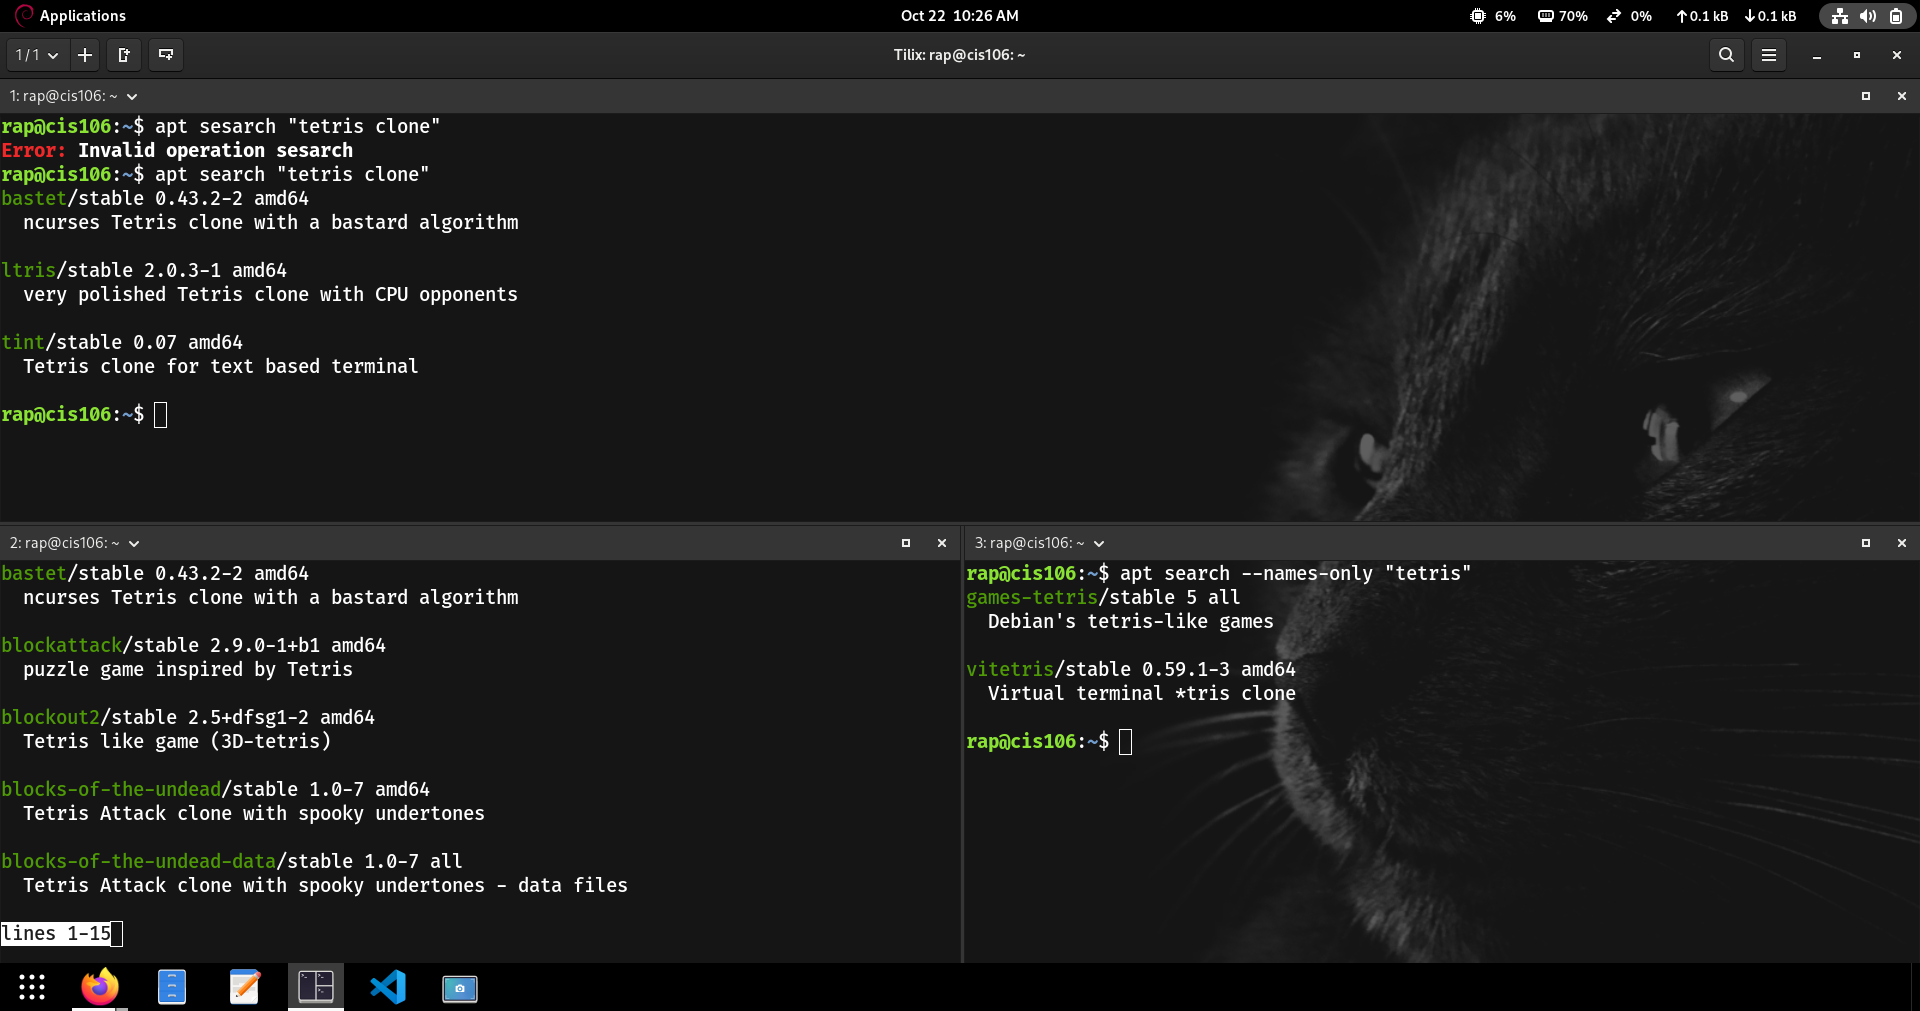 Applications
Oct 22 10:26 AM
6% 70% 0% 0.1 kB 0.1 kB
1 / 1
Tilix: rap@cis106: ~
1: rap@cis106: ~
rap@cis106:~$ apt sesarch "tetris clone"
Error: Invalid operation sesarch
rap@cis106:~$ apt search "tetris clone"
bastet/stable 0.43.2-2 amd64
  ncurses Tetris clone with a bastard algorithm
ltris/stable 2.0.3-1 amd64
  very polished Tetris clone with CPU opponents
tint/stable 0.07 amd64
  Tetris clone for text based terminal
rap@cis106:~$
2: rap@cis106: ~
bastet/stable 0.43.2-2 amd64
  ncurses Tetris clone with a bastard algorithm
blockattack/stable 2.9.0-1+b1 amd64
  puzzle game inspired by Tetris
blockout2/stable 2.5+dfsg1-2 amd64
  Tetris like game (3D-tetris)
blocks-of-the-undead/stable 1.0-7 amd64
  Tetris Attack clone with spooky undertones
blocks-of-the-undead-data/stable 1.0-7 all
  Tetris Attack clone with spooky undertones - data files
lines 1-15
3: rap@cis106: ~
rap@cis106:~$ apt search --names-only "tetris"
games-tetris/stable 5 all
  Debian's tetris-like games
vitetris/stable 0.59.1-3 amd64
  Virtual terminal *tris clone
rap@cis106:~$